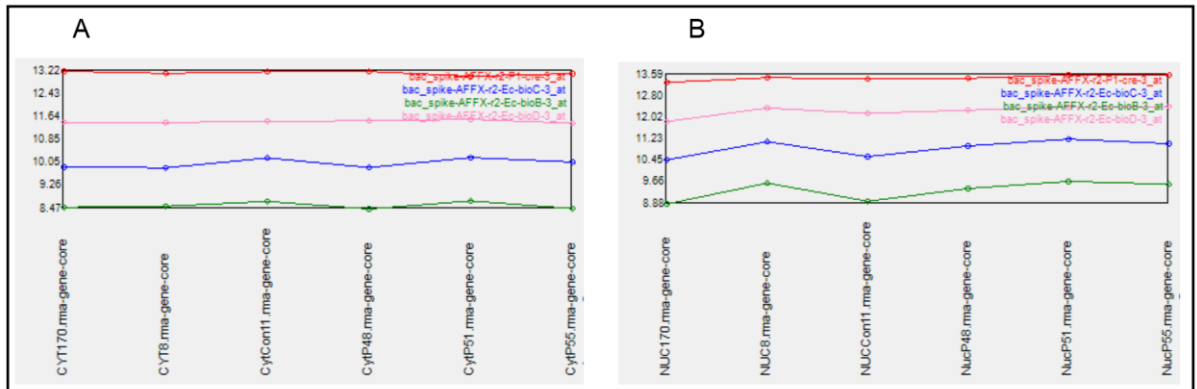 A
13.22
12.43
11.64
10.85
10.05
9.26
8.47
bac_spike-AFFX-r2-P1-cre-3_at
bac_spike-AFFX-r2-Ec-bioC-3_at
bac_spike-AFFX-r2-Ec-bioB-3_at
bac_spike-AFFX-r2-Ec-bioD-3_at
CYT170.rma-gene-core
CYT8.rma-gene-core
CytCon11.rma-gene-core
CytP48.rma-gene-core
CytP51.rma-gene-core
CytP55.rma-gene-core
B
13.59
12.80
12.02
11.23
10.45
9.66
8.88
bac_spike-AFFX-r2-P1-cre-3_at
bac_spike-AFFX-r2-Ec-bioC-3_at
bac_spike-AFFX-r2-Ec-bioB-3_at
bac_spike-AFFX-r2-Ec-bioD-3_at
NUC170.rma-gene-core
NUC8.rma-gene-core
NUCCon11.rma-gene-core
NucP48.rma-gene-core
NucP51.rma-gene-core
NucP55.rma-gene-core